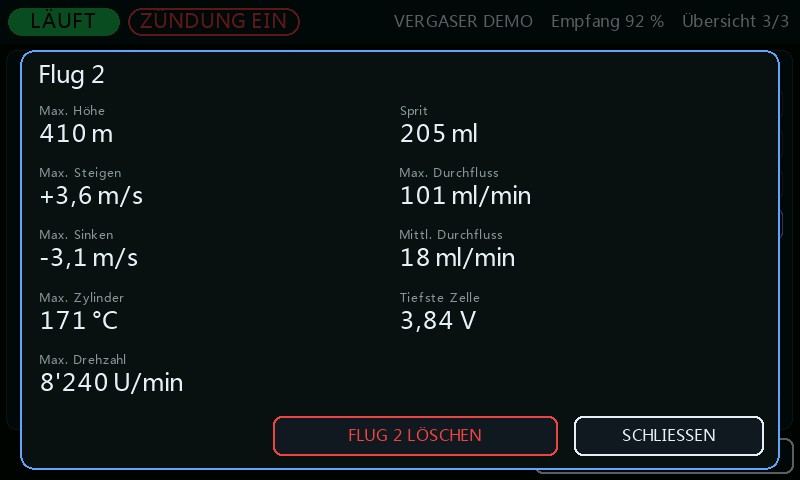 LÄUFT ZÜNDUNG EIN VERGASER DEMO Empfang 92 % Übersicht 3/3
Flug 2
Max. Höhe
410 m
Sprit
205 ml
Max. Steigen
+3,6 m/s
Max. Durchfluss
101 ml/min
Max. Sinken
-3,1 m/s
Mittl. Durchfluss
18 ml/min
Max. Zylinder
171 °C
Tiefste Zelle
3,84 V
Max. Drehzahl
8'240 U/min
FLUG 2 LÖSCHEN
SCHLIESSEN